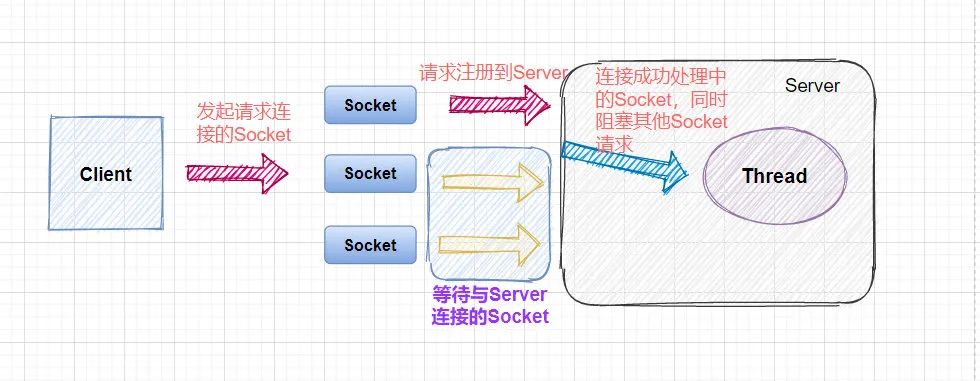 Client
发起请求连
接的Socket
Socket
Socket
Socket
请求注册到Server
等待与Server
连接的Socket
连接成功处理中
的Socket，同时
阻塞其他Socket
请求
Server
Thread